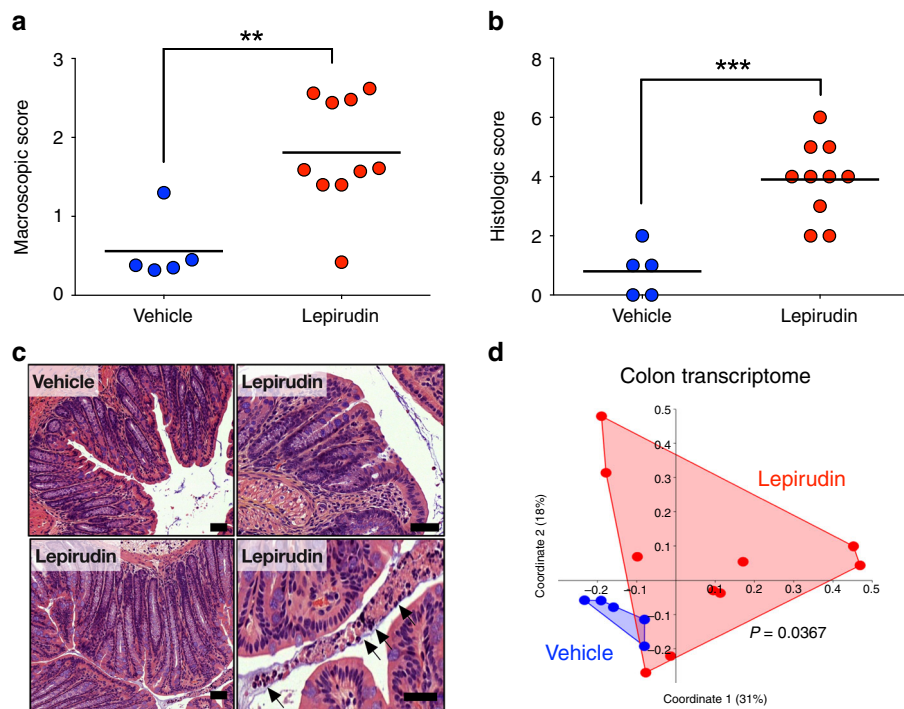 a
**
Macroscopic score
3
2
1
0
Vehicle
Lepirudin
b
***
Histologic score
8
6
4
2
0
Vehicle
Lepirudin
c
Vehicle
Lepirudin
Lepirudin
Lepirudin
d
Colon transcriptome
Coordinate 2 (18%)
0.5
0.4
0.3
0.1
-0.1
-0.2
-0.2
-0.1
0.1
0.2
0.3
0.4
0.5
Lepirudin
Vehicle
P = 0.0367
Coordinate 1 (31%)